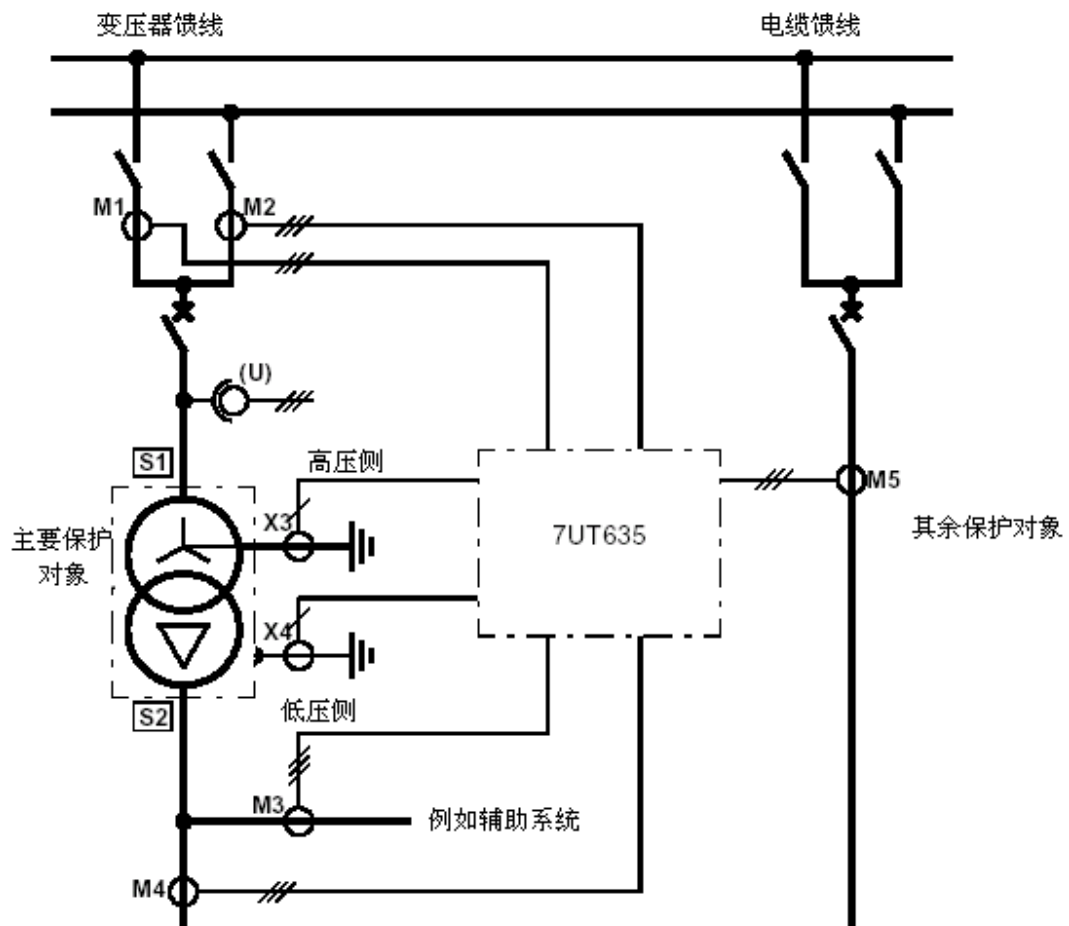 变压器馈线
电缆馈线
M1
M2
(U)
S1
高压侧
X3
7UT635
M5
其余保护对象
主要保护
对象
X4
S2
低压侧
M3
例如辅助系统
M4